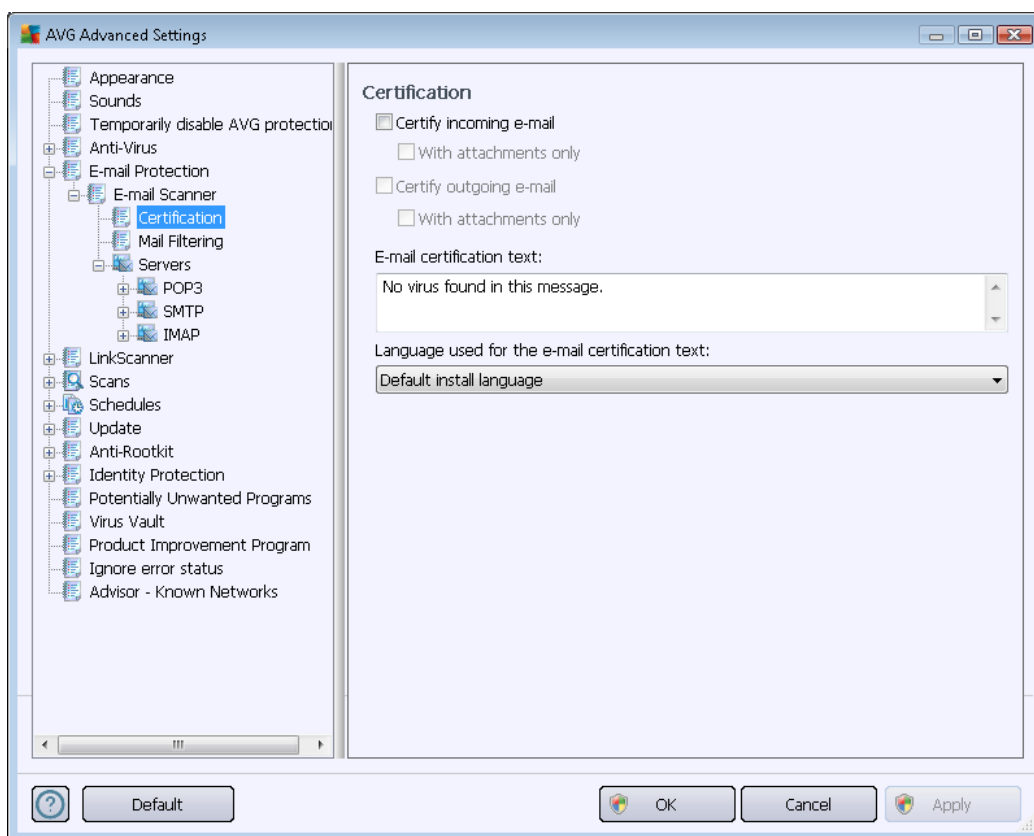 AVG Advanced Settings
Appearance
Sounds
Temporarily disable AVG protection
Anti-Virus
E-mail Protection
E-mail Scanner
Certification
Mail Filtering
Servers
POP3
SMTP
IMAP
LinkScanner
Scans
Schedules
Update
Anti-Rootkit
Identity Protection
Potentially Unwanted Programs
Virus Vault
Product Improvement Program
Ignore error status
Advisor - Known Networks
Certification
Certify incoming e-mail
With attachments only
Certify outgoing e-mail
With attachments only
E-mail certification text:
No virus found in this message.
Language used for the e-mail certification text:
Default install language
? Default OK Cancel Apply